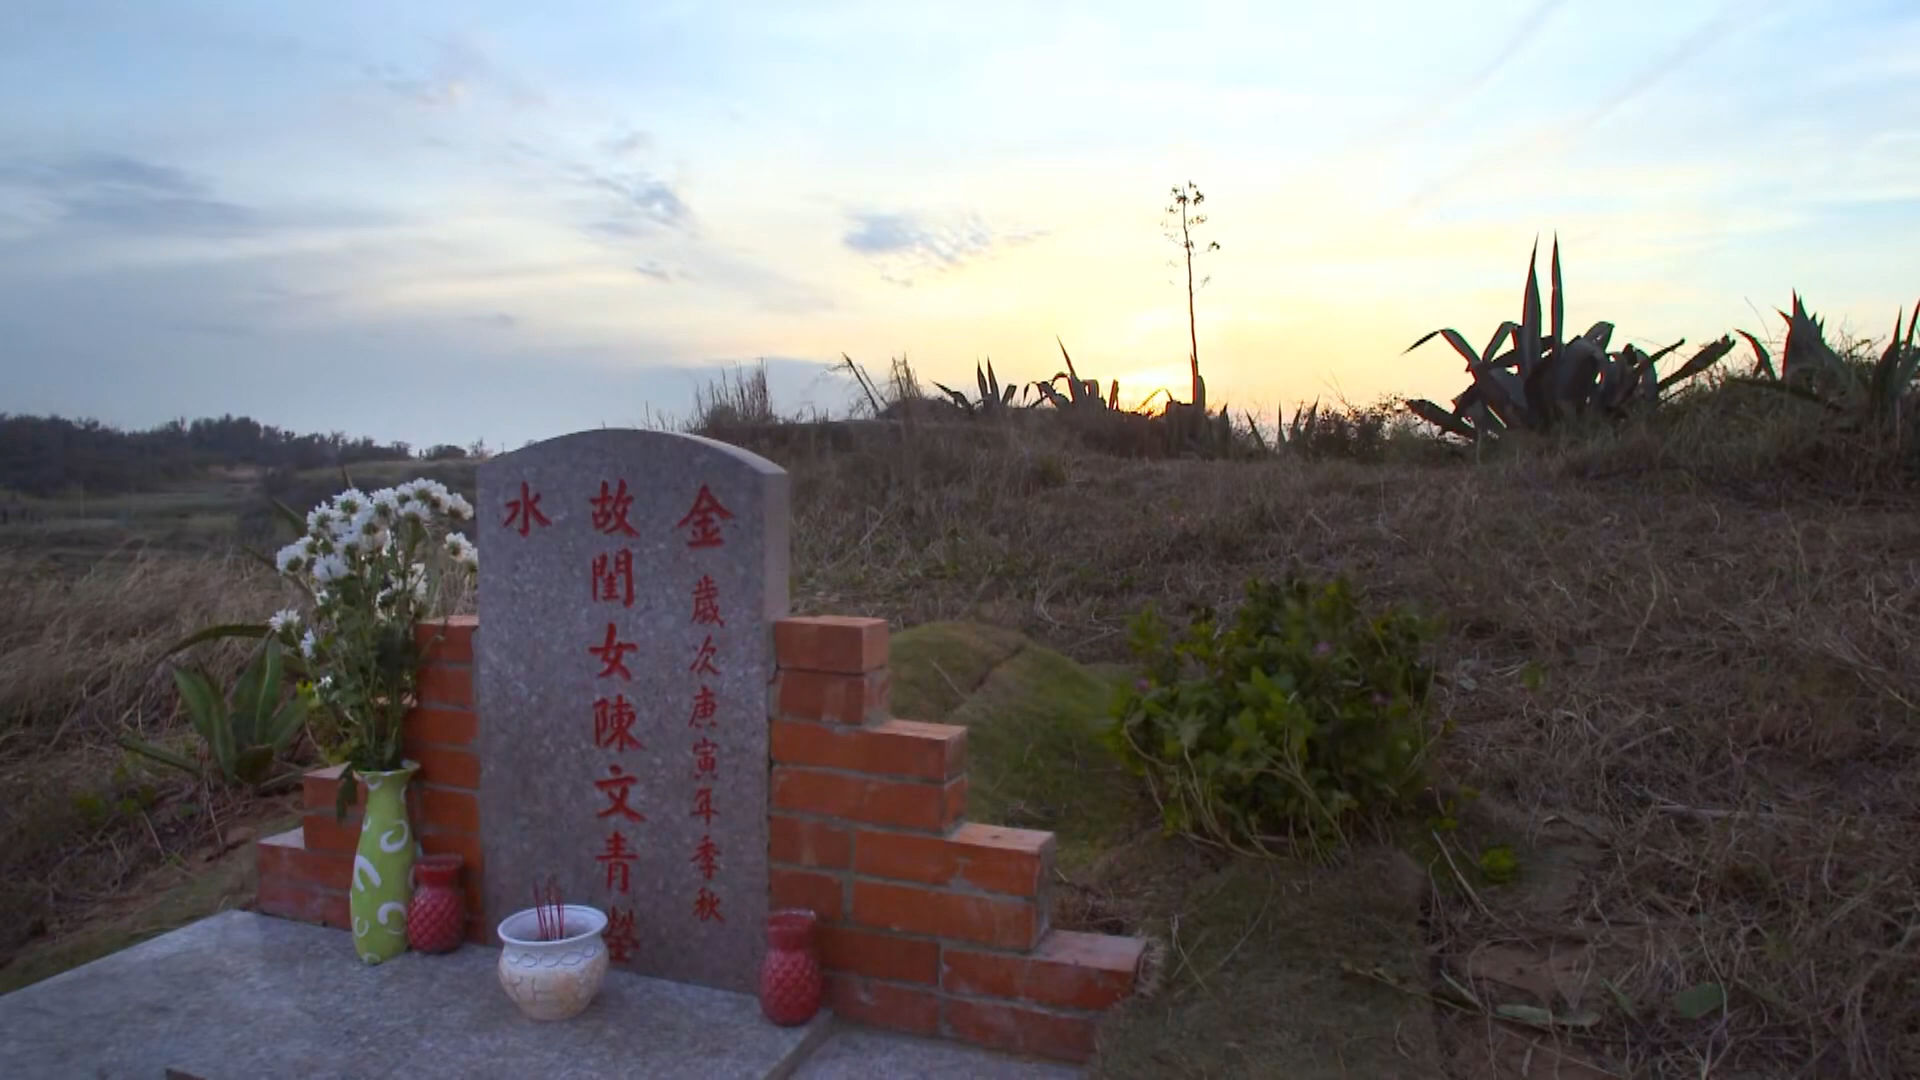 金
歲次庚寅年季秋
故閨女陳文青
水